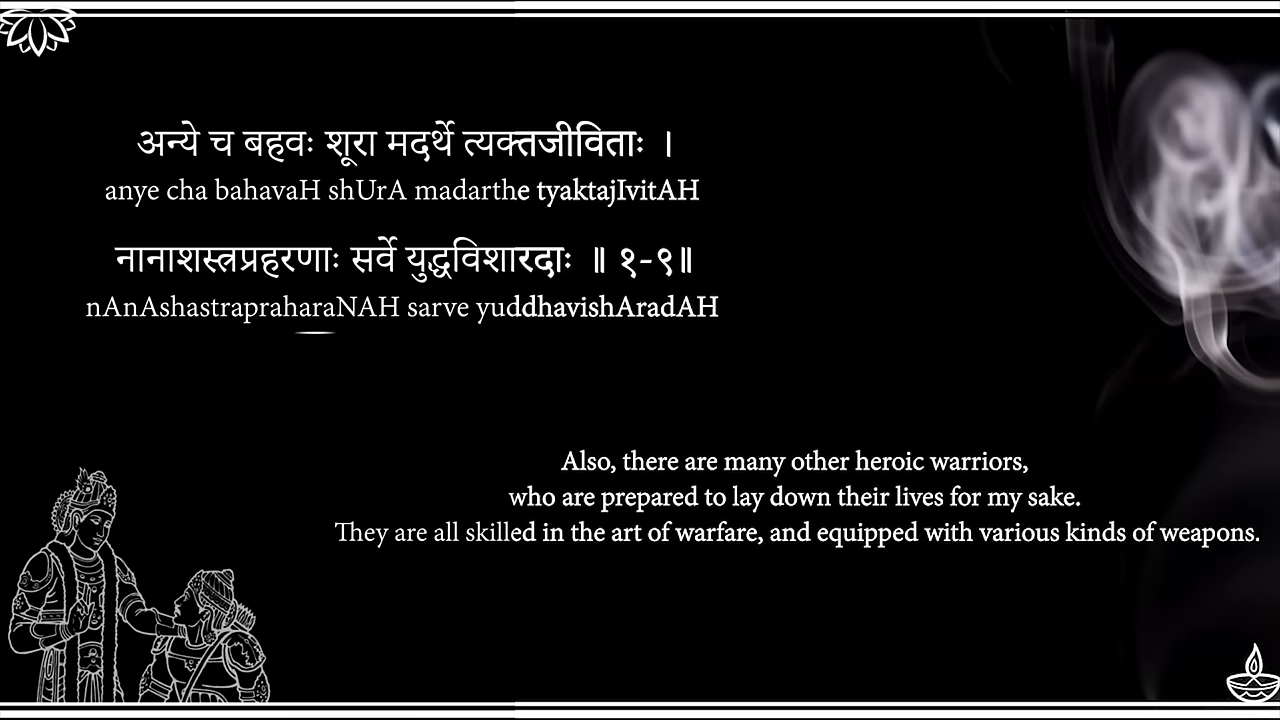 अन्ये च बहवः शूरा मदर्थे त्यक्तजीविताः ।
anye cha bahavaH shUrA madarthe tyaktajIvitAH
नानाशस्त्रप्रहरणाः सर्वे युद्धविशारदाः ॥ १-९॥
nAnAshastrapraharaNAH sarve yuddhavishAradAH
Also, there are many other heroic warriors,
who are prepared to lay down their lives for my sake.
They are all skilled in the art of warfare, and equipped with various kinds of weapons.